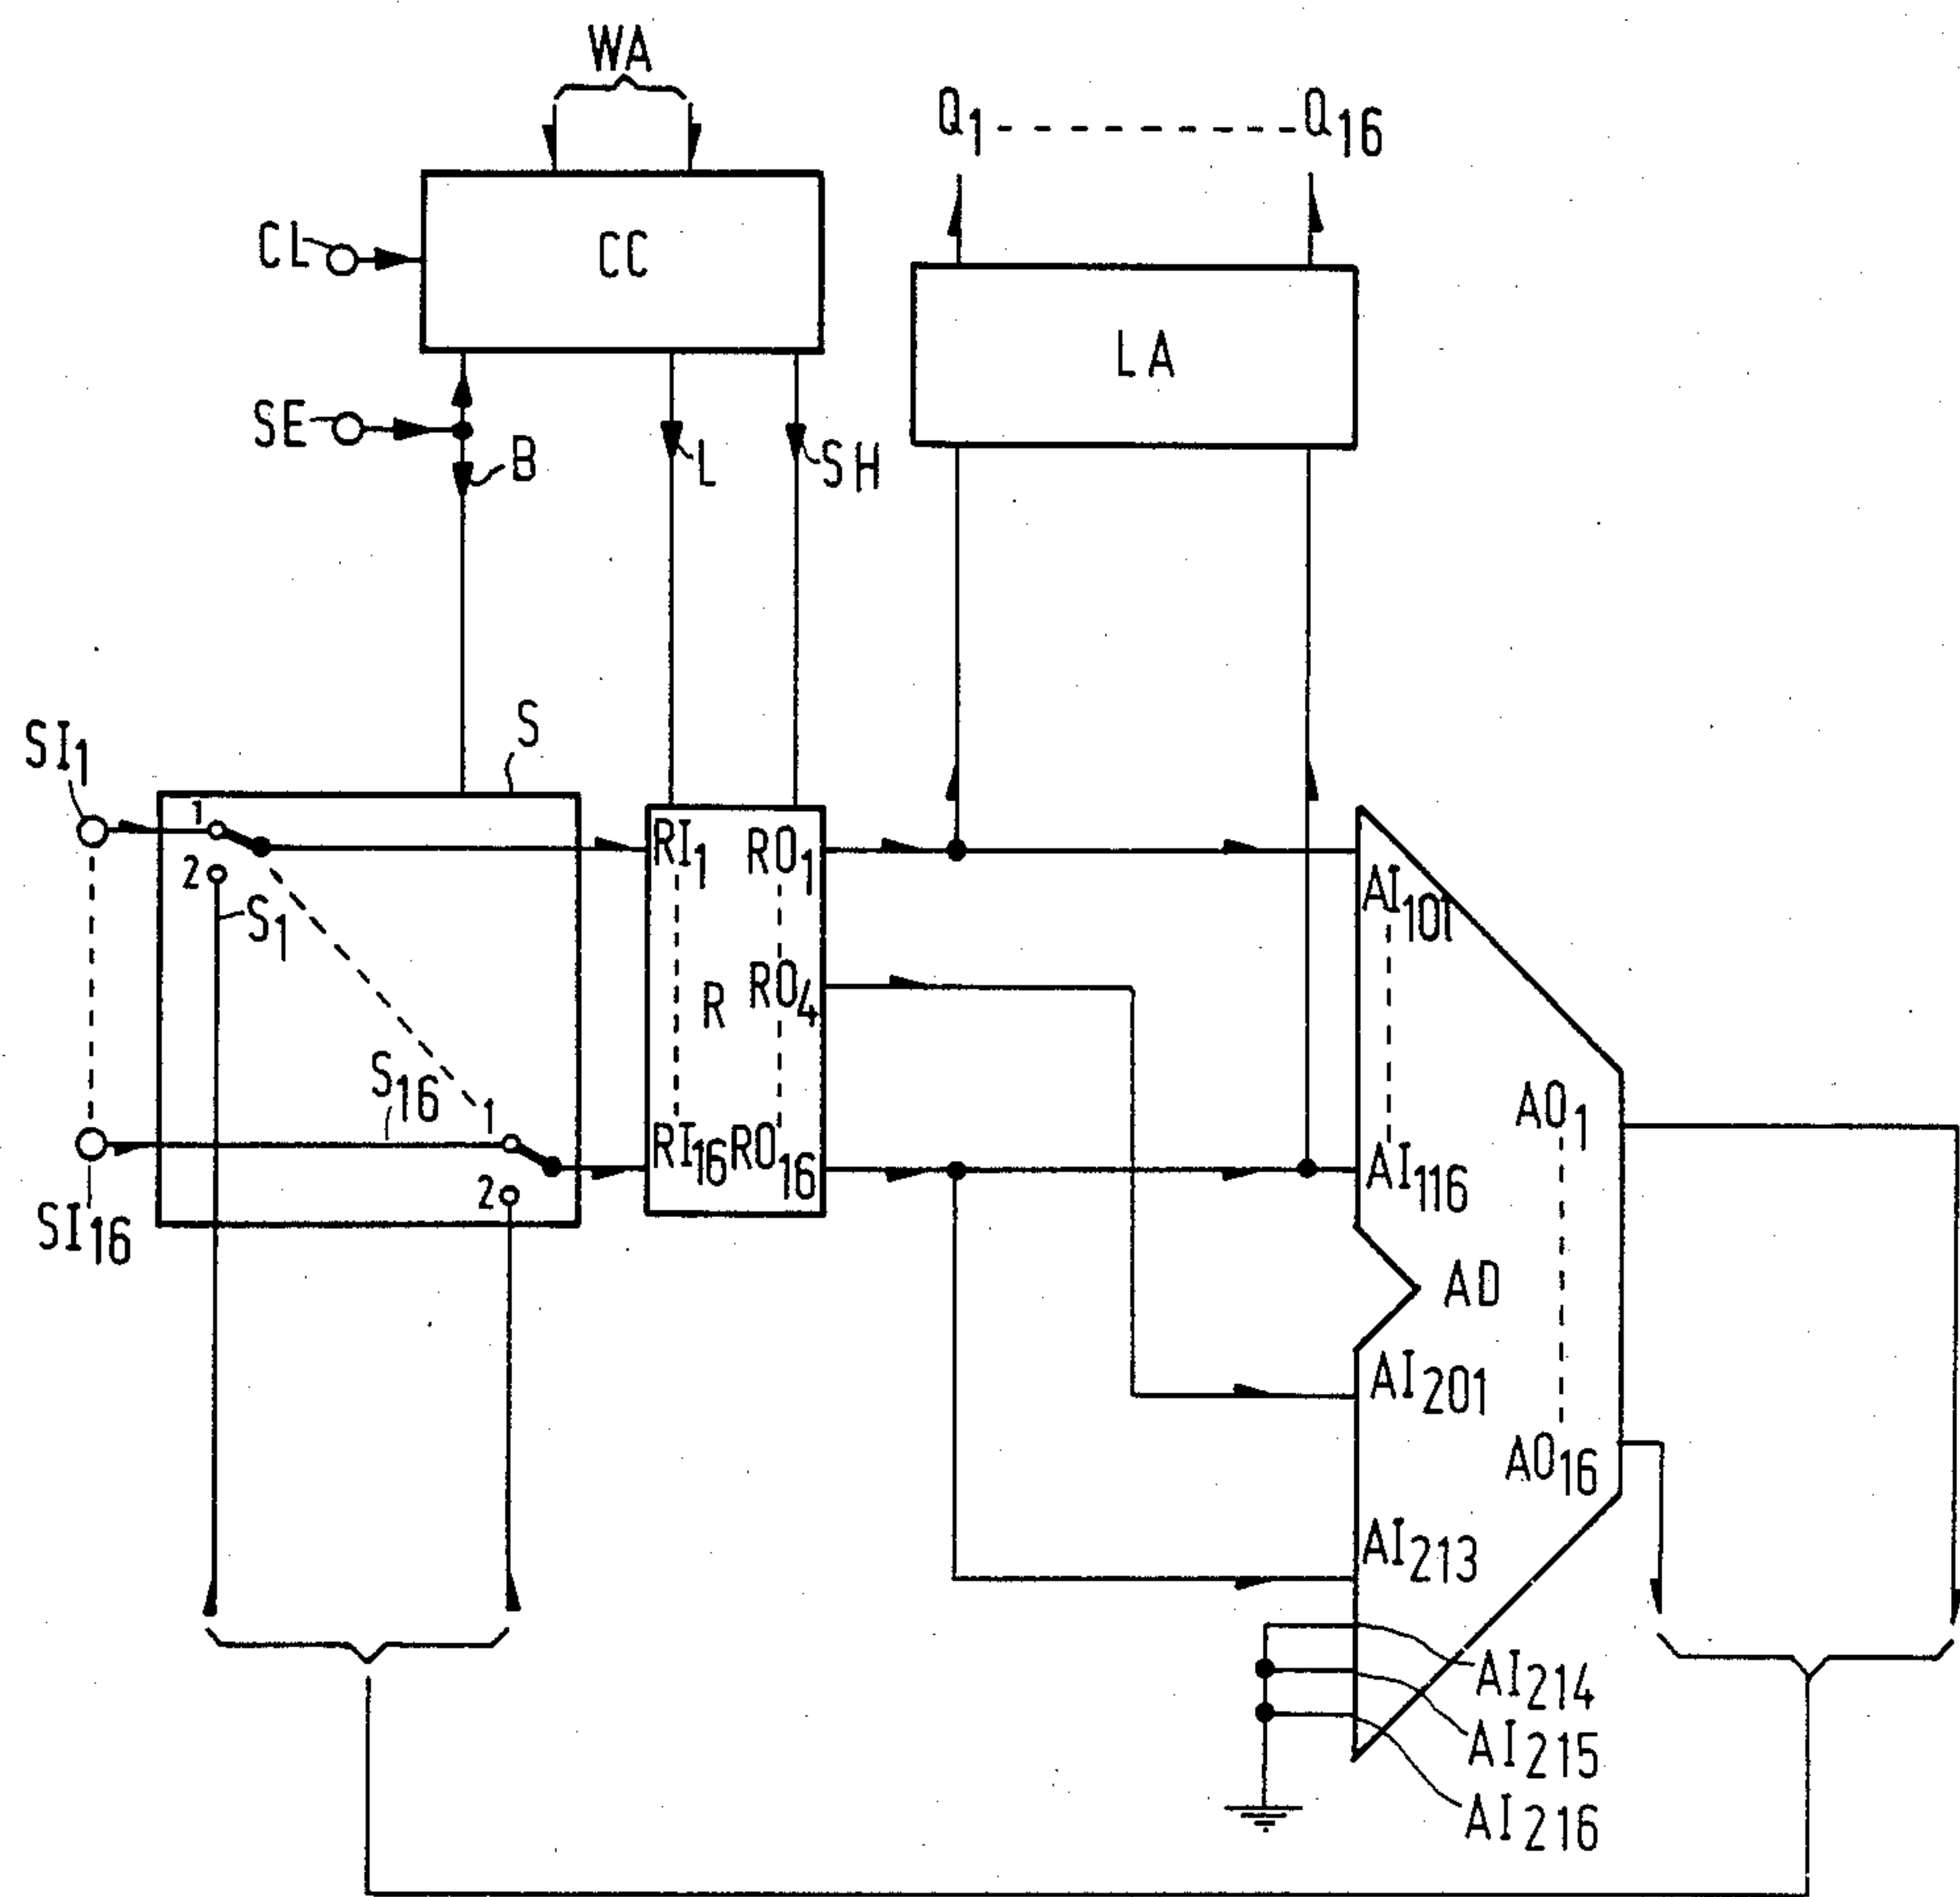 WA
Q1 Q16
CL CC
LA
SE B L SH
SI1 S
1 RI1 RO1
2 S1 AI101
R RO4
S16 1 AO1
RI16 RO16 AI116
2
SI16
AD
AI201
AO16
AI213
AI214
AI215
AI216